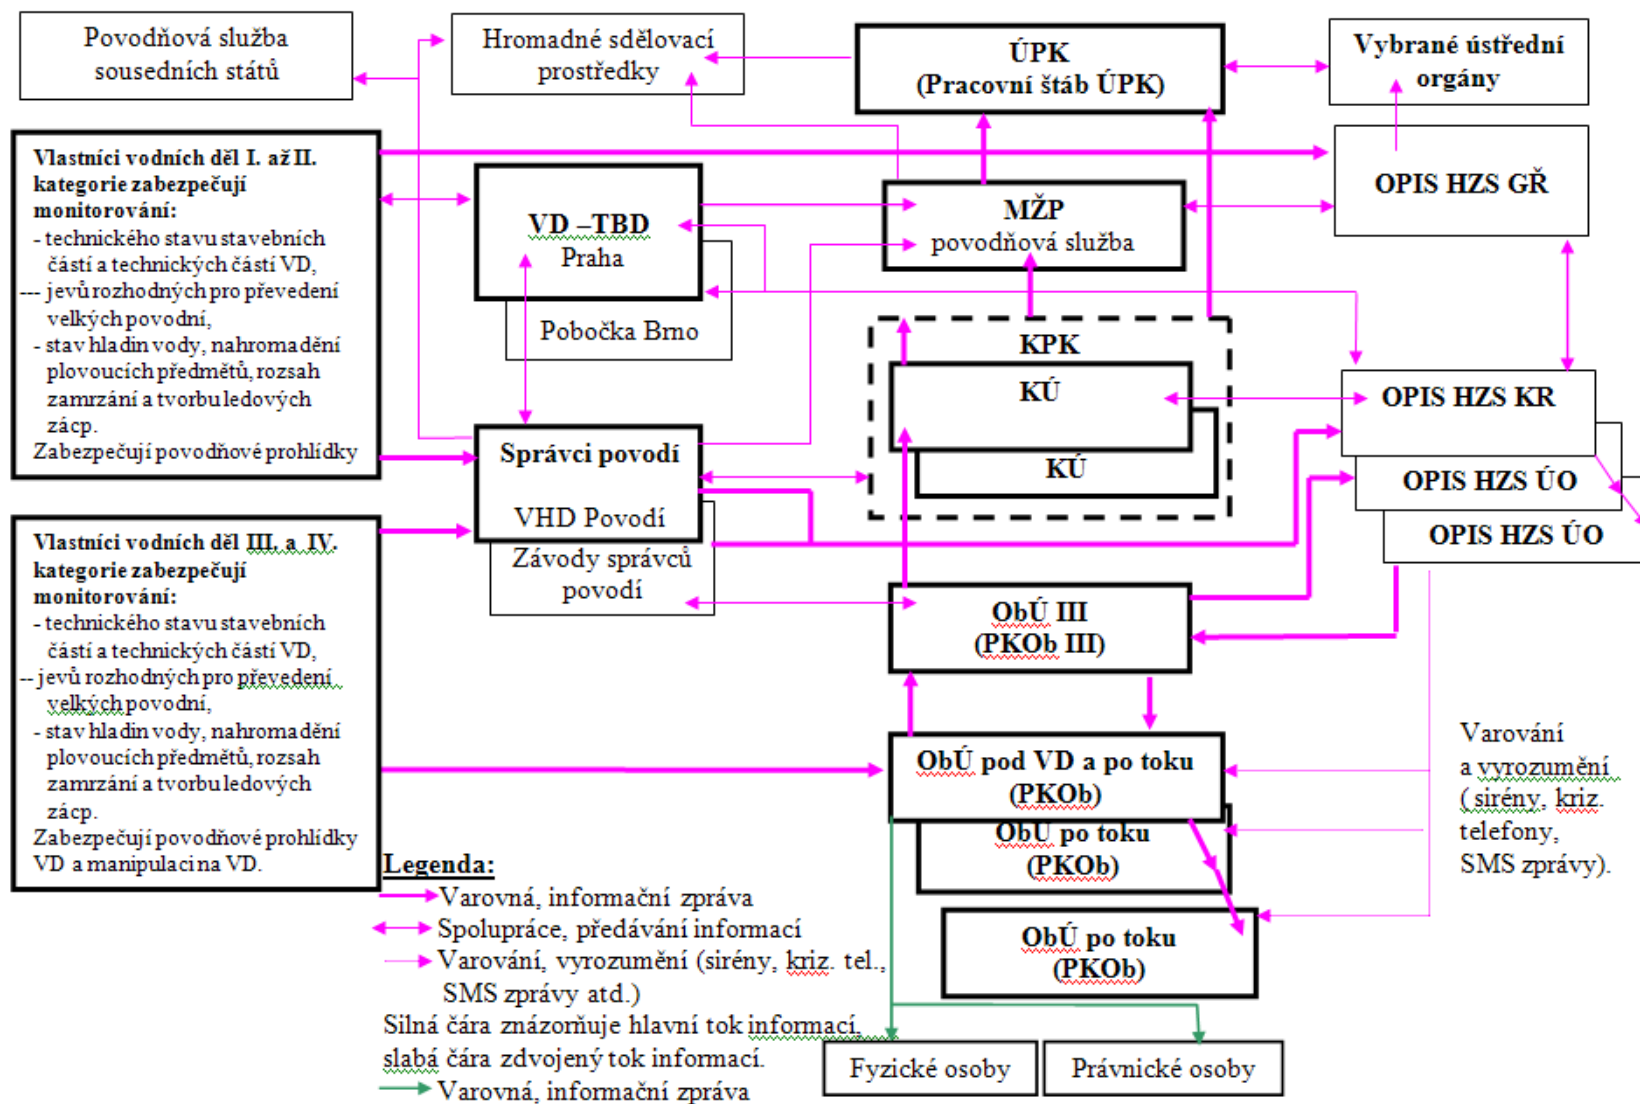 Povodňová služba
sousedních států
Hromadné sdělovací
prostředky
ÚPK
(Pracovní štáb ÚPK)
Vybrané ústřední
orgány
Vlastníci vodních děl I. až II.
kategorie zabezpečují
monitorování:
- technického stavu stavebních
částí a technických částí VD,
--- jevů rozhodných pro převedení
velkých povodní,
- stav hladin vody, nahromadění
plovoucích předmětů, rozsah
zamrzání a tvorbu ledových
zácp.
Zabezpečují povodňové prohlídky
VD –TBD
Praha
Pobočka Brno
MŽP
povodňová služba
OPIS HZS GŘ
KPK
KÚ
KÚ
OPIS HZS KR
OPIS HZS ÚO
OPIS HZS ÚO
Správci povodí
VHD Povodí
Závody správců
povodí
Vlastníci vodních děl III. a IV.
kategorie zabezpečují
monitorování:
- technického stavu stavebních
částí a technických částí VD,
-- jevů rozhodných pro převedení
velkých povodní,
- stav hladin vody, nahromadění
plovoucích předmětů, rozsah
zamrzání a tvorbu ledových
zácp.
Zabezpečují povodňové prohlídky
VD a manipulaci na VD.
ObÚ III
(PKOb III)
ObÚ pod VD a po toku
(PKOb)
ObÚ po toku
(PKOb)
ObÚ po toku
(PKOb)
Varování
a vyrozumění
( sirény, kriz.
telefony,
SMS zprávy).
Legenda:
Varovná, informační zpráva
Spolupráce, předávání informací
Varování, vyrozumění (sirény, kriz. tel.,
SMS zprávy atd.)
Silná čára znázorňuje hlavní tok informací,
slabá čára zdvojený tok informací.
Varovná, informační zpráva
Fyzické osoby
Právnické osoby